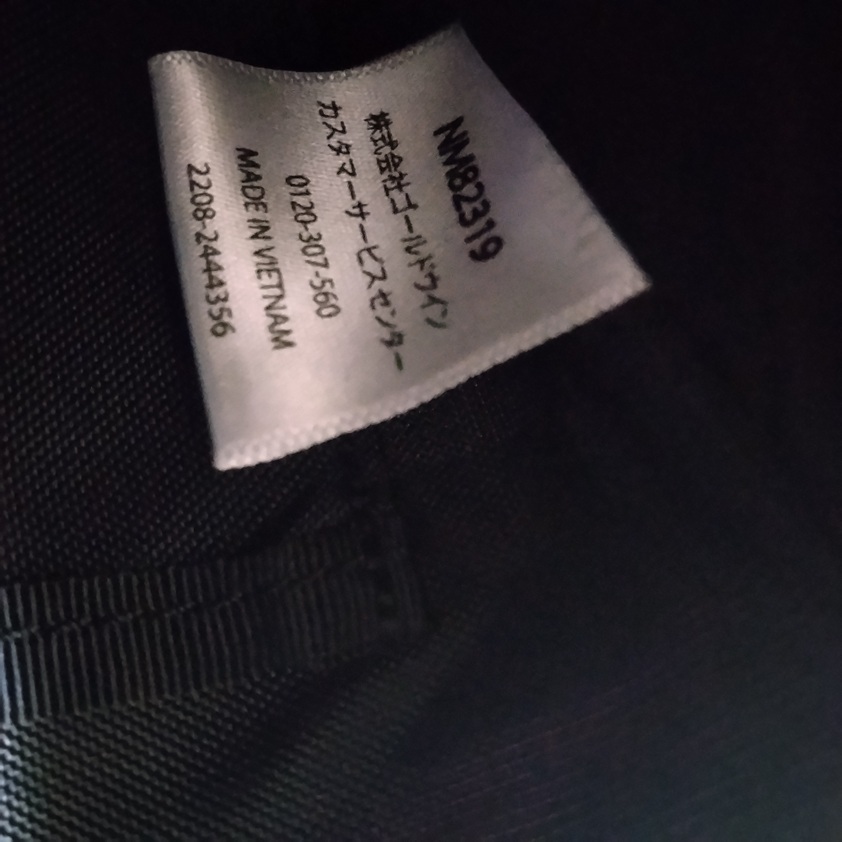 NM82319
株式会社ゴールドウイン
カスタマーサービスセンター
0120-307-560
MADE IN VIETNAM
2208-2444356